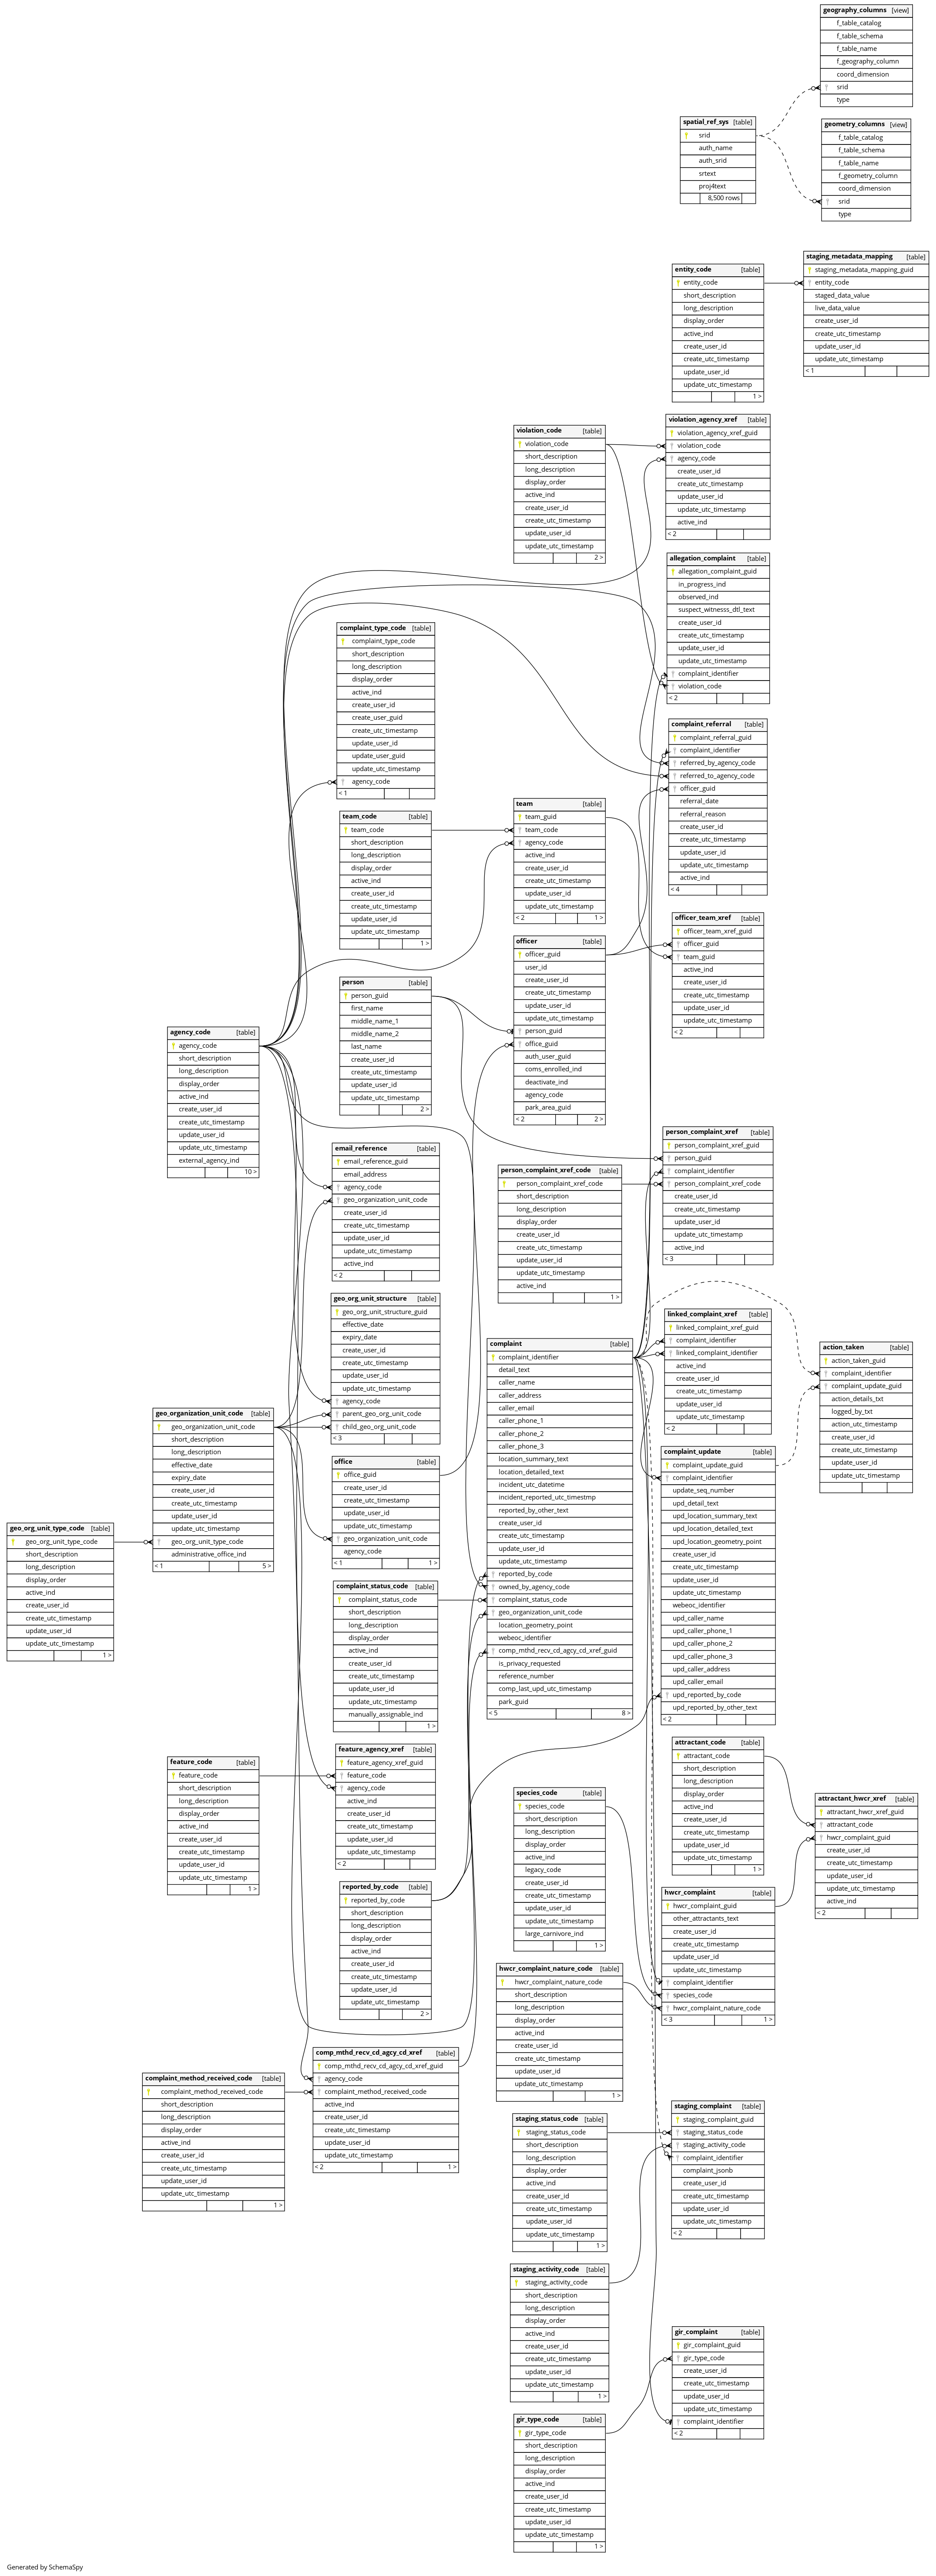 geography_columns [view]
f_table_catalog
f_table_schema
f_table_name
f_geography_column
coord_dimension
srid
type
spatial_ref_sys [table]
srid
auth_name
auth_srid
srtext
proj4text
8,500 rows
geometry_columns [view]
f_table_catalog
f_table_schema
f_table_name
f_geometry_column
coord_dimension
srid
type
entity_code [table]
entity_code
short_description
long_description
display_order
active_ind
create_user_id
create_utc_timestamp
update_user_id
update_utc_timestamp
1 >
staging_metadata_mapping [table]
staging_metadata_mapping_guid
entity_code
staged_data_value
live_data_value
create_user_id
create_utc_timestamp
update_user_id
update_utc_timestamp
< 1
violation_code [table]
violation_code
short_description
long_description
display_order
active_ind
create_user_id
create_utc_timestamp
update_user_id
update_utc_timestamp
2 >
violation_agency_xref [table]
violation_agency_xref_guid
violation_code
agency_code
create_user_id
create_utc_timestamp
update_user_id
update_utc_timestamp
active_ind
< 2
allegation_complaint [table]
allegation_complaint_guid
in_progress_ind
observed_ind
suspect_witnesss_dtl_text
create_user_id
create_utc_timestamp
update_user_id
update_utc_timestamp
complaint_identifier
violation_code
< 2
complaint_type_code [table]
complaint_type_code
short_description
long_description
display_order
active_ind
create_user_id
create_user_guid
create_utc_timestamp
update_user_id
update_user_guid
update_utc_timestamp
agency_code
< 1
complaint_referral [table]
complaint_referral_guid
complaint_identifier
referred_by_agency_code
referred_to_agency_code
officer_guid
referral_date
referral_reason
create_user_id
create_utc_timestamp
update_user_id
update_utc_timestamp
active_ind
< 4
team_code [table]
team_code
short_description
long_description
display_order
active_ind
create_user_id
create_utc_timestamp
update_user_id
update_utc_timestamp
1 >
team [table]
team_guid
team_code
agency_code
active_ind
create_user_id
create_utc_timestamp
update_user_id
update_utc_timestamp
< 2 1 >
officer_team_xref [table]
officer_team_xref_guid
officer_guid
team_guid
active_ind
create_user_id
create_utc_timestamp
update_user_id
update_utc_timestamp
< 2
officer [table]
officer_guid
user_id
create_user_id
create_utc_timestamp
update_user_id
update_utc_timestamp
person_guid
office_guid
auth_user_guid
coms_enrolled_ind
deactivate_ind
agency_code
park_area_guid
< 2 2 >
person [table]
person_guid
first_name
middle_name_1
middle_name_2
last_name
create_user_id
create_utc_timestamp
update_user_id
update_utc_timestamp
2 >
agency_code [table]
agency_code
short_description
long_description
display_order
active_ind
create_user_id
create_utc_timestamp
update_user_id
update_utc_timestamp
external_agency_ind
10 >
person_complaint_xref [table]
person_complaint_xref_guid
person_guid
complaint_identifier
person_complaint_xref_code
create_user_id
create_utc_timestamp
update_user_id
update_utc_timestamp
active_ind
< 3
email_reference [table]
email_reference_guid
email_address
agency_code
geo_organization_unit_code
create_user_id
create_utc_timestamp
update_user_id
update_utc_timestamp
active_ind
< 2
person_complaint_xref_code [table]
person_complaint_xref_code
short_description
long_description
display_order
create_user_id
create_utc_timestamp
update_user_id
update_utc_timestamp
active_ind
1 >
geo_org_unit_structure [table]
geo_org_unit_structure_guid
effective_date
expiry_date
create_user_id
create_utc_timestamp
update_user_id
update_utc_timestamp
agency_code
parent_geo_org_unit_code
child_geo_org_unit_code
< 3
linked_complaint_xref [table]
linked_complaint_xref_guid
complaint_identifier
linked_complaint_identifier
active_ind
create_user_id
create_utc_timestamp
update_user_id
update_utc_timestamp
< 2
complaint [table]
complaint_identifier
detail_text
caller_name
caller_address
caller_email
caller_phone_1
caller_phone_2
caller_phone_3
location_summary_text
location_detailed_text
incident_utc_datetime
incident_reported_utc_timestmp
reported_by_other_text
create_user_id
create_utc_timestamp
update_user_id
update_utc_timestamp
reported_by_code
owned_by_agency_code
complaint_status_code
geo_organization_unit_code
location_geometry_point
webeoc_identifier
comp_mthd_recv_cd_agcy_cd_xref_guid
is_privacy_requested
reference_number
comp_last_upd_utc_timestamp
park_guid
< 5 8 >
action_taken [table]
action_taken_guid
complaint_identifier
complaint_update_guid
action_details_txt
logged_by_txt
action_utc_timestamp
create_user_id
create_utc_timestamp
update_user_id
update_utc_timestamp
geo_organization_unit_code [table]
geo_organization_unit_code
short_description
long_description
effective_date
expiry_date
create_user_id
create_utc_timestamp
update_user_id
update_utc_timestamp
geo_org_unit_type_code
administrative_office_ind
< 1 5 >
complaint_update [table]
complaint_update_guid
complaint_identifier
update_seq_number
upd_detail_text
upd_location_summary_text
upd_location_detailed_text
upd_location_geometry_point
create_user_id
create_utc_timestamp
update_user_id
update_utc_timestamp
webeoc_identifier
upd_caller_name
upd_caller_phone_1
upd_caller_phone_2
upd_caller_phone_3
upd_caller_address
upd_caller_email
upd_reported_by_code
upd_reported_by_other_text
< 2
office [table]
office_guid
create_user_id
create_utc_timestamp
update_user_id
update_utc_timestamp
geo_organization_unit_code
agency_code
< 1 1 >
geo_org_unit_type_code [table]
geo_org_unit_type_code
short_description
long_description
display_order
active_ind
create_user_id
create_utc_timestamp
update_user_id
update_utc_timestamp
1 >
complaint_status_code [table]
complaint_status_code
short_description
long_description
display_order
active_ind
create_user_id
create_utc_timestamp
update_user_id
update_utc_timestamp
manually_assignable_ind
1 >
attractant_code [table]
attractant_code
short_description
long_description
display_order
active_ind
create_user_id
create_utc_timestamp
update_user_id
update_utc_timestamp
1 >
feature_agency_xref [table]
feature_agency_xref_guid
feature_code
agency_code
active_ind
create_user_id
create_utc_timestamp
update_user_id
update_utc_timestamp
< 2
feature_code [table]
feature_code
short_description
long_description
display_order
active_ind
create_user_id
create_utc_timestamp
update_user_id
update_utc_timestamp
1 >
species_code [table]
species_code
short_description
long_description
display_order
active_ind
legacy_code
create_user_id
create_utc_timestamp
update_user_id
update_utc_timestamp
large_carnivore_ind
1 >
attractant_hwcr_xref [table]
attractant_hwcr_xref_guid
attractant_code
hwcr_complaint_guid
create_user_id
create_utc_timestamp
update_user_id
update_utc_timestamp
active_ind
< 2
reported_by_code [table]
reported_by_code
short_description
long_description
display_order
active_ind
create_user_id
create_utc_timestamp
update_user_id
update_utc_timestamp
2 >
hwcr_complaint [table]
hwcr_complaint_guid
other_attractants_text
create_user_id
create_utc_timestamp
update_user_id
update_utc_timestamp
complaint_identifier
species_code
hwcr_complaint_nature_code
< 3 1 >
hwcr_complaint_nature_code [table]
hwcr_complaint_nature_code
short_description
long_description
display_order
active_ind
create_user_id
create_utc_timestamp
update_user_id
update_utc_timestamp
1 >
comp_mthd_recv_cd_agcy_cd_xref [table]
comp_mthd_recv_cd_agcy_cd_xref_guid
agency_code
complaint_method_received_code
active_ind
create_user_id
create_utc_timestamp
update_user_id
update_utc_timestamp
< 2 1 >
complaint_method_received_code [table]
complaint_method_received_code
short_description
long_description
display_order
active_ind
create_user_id
create_utc_timestamp
update_user_id
update_utc_timestamp
1 >
staging_complaint [table]
staging_complaint_guid
staging_status_code
staging_activity_code
complaint_identifier
complaint_jsonb
create_user_id
create_utc_timestamp
update_user_id
update_utc_timestamp
< 2
staging_status_code [table]
staging_status_code
short_description
long_description
display_order
active_ind
create_user_id
create_utc_timestamp
update_user_id
update_utc_timestamp
1 >
staging_activity_code [table]
staging_activity_code
short_description
long_description
display_order
active_ind
create_user_id
create_utc_timestamp
update_user_id
update_utc_timestamp
1 >
gir_complaint [table]
gir_complaint_guid
gir_type_code
create_user_id
create_utc_timestamp
update_user_id
update_utc_timestamp
complaint_identifier
< 2
gir_type_code [table]
gir_type_code
short_description
long_description
display_order
active_ind
create_user_id
create_utc_timestamp
update_user_id
update_utc_timestamp
1 >
Generated by SchemaSpy